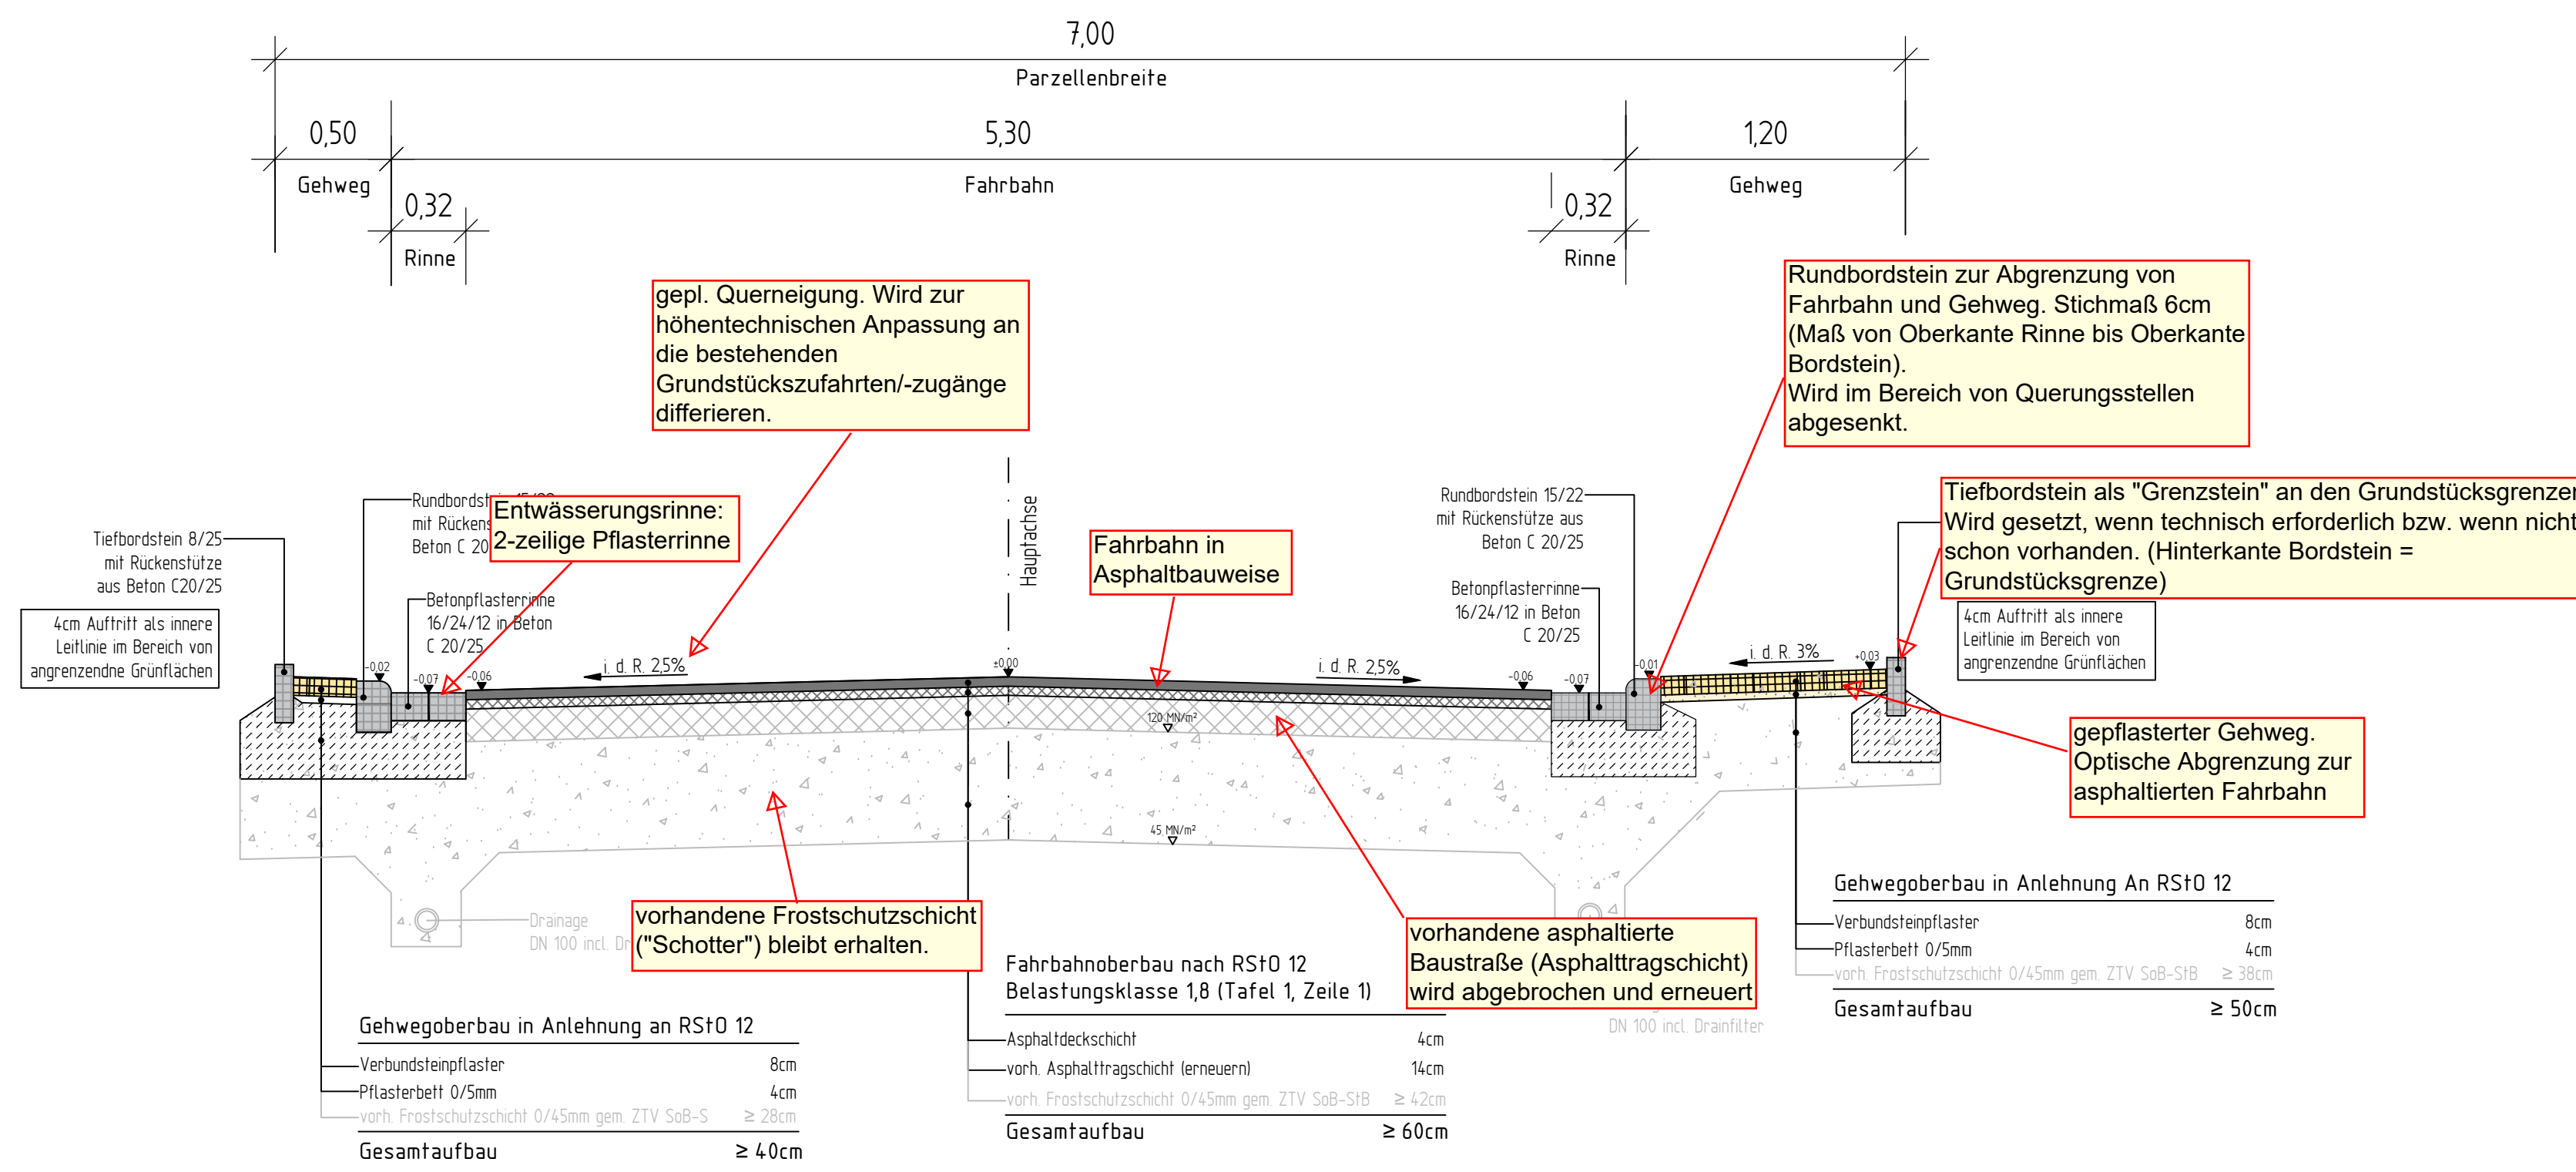 7,00
Parzellenbreite
0,50
5,30
1,20
Gehweg
Fahrbahn
Gehweg
0,32
0,32
Rinne
Rinne
gepl. Querneigung. Wird zur
höhentechnischen Anpassung an
die bestehenden
Grundstückszufahrten/-zugänge
differieren.
Rundbordstein zur Abgrenzung von
Fahrbahn und Gehweg. Stichmaß 6cm
(Maß von Oberkante Rinne bis Oberkante
Bordstein).
Wird im Bereich von Querungsstellen
abgesenkt.
Tiefbordstein 8/25
mit Rückenstütze
aus Beton C20/25
4cm Auftritt als innere
Leitlinie im Bereich von
angrenzendne Grünflächen
mit
Beton C
Entwässerungsrinne:
2-zeilige Pflasterrinne
Betonpflasterrinne
16/24/12 in Beton
C 20/25
Hauptachse
Fahrbahn in
Asphaltbauweise
Rundbordstein 15/22
mit Rückenstütze aus
Beton C 20/25
Betonpflasterrinne
16/24/12 in Beton
C 20/25
Tiefbordstein als "Grenzstein" an den
Wird gesetzt, wenn technisch erforderlich bzw. wenn nicht
schon vorhanden. (Hinterkante Bordstein =
Grundstücksgrenze)
4cm Auftritt als innere
Leitlinie im Bereich von
angrenzendne Grünflächen
-0,02
-0,07
-0,06
i. d. R. 2,5%
±0,00
i. d. R. 2,5%
-0,06
-0,07
-0,01
i. d. R. 3%
+0,03
120 MN/m²
45 MN/m²
gepflasterter Gehweg.
Optische Abgrenzung zur
asphaltierten Fahrbahn
Drainage
DN 100 incl.
vorhandene Frostschutzschicht
("Schotter") bleibt erhalten.
vorhandene asphaltierte
Baustraße (Asphalttragschicht)
wird abgebrochen und erneuert
DN 100 incl. Drainfilter
Gehwegoberbau in Anlehnung an RStO 12
Verbundsteinpflaster 8cm
Pflasterbett 0/5mm 4cm
vorh. Frostschutzschicht 0/45mm gem. ZTV SoB-S ≥ 28cm
Gesamtaufbau ≥ 40cm
Fahrbahnoberbau nach RStO 12
Belastungsklasse 1,8 (Tafel 1, Zeile 1)
Asphaltdeckschicht 4cm
vorh. Asphalttragschicht (erneuern) 14cm
vorh. Frostschutzschicht 0/45mm gem. ZTV SoB-StB ≥ 42cm
Gesamtaufbau ≥ 60cm
Gehwegoberbau in Anlehnung An RStO 12
Verbundsteinpflaster 8cm
Pflasterbett 0/5mm 4cm
vorh. Frostschutzschicht 0/45mm gem. ZTV SoB-StB ≥ 38cm
Gesamtaufbau ≥ 50cm